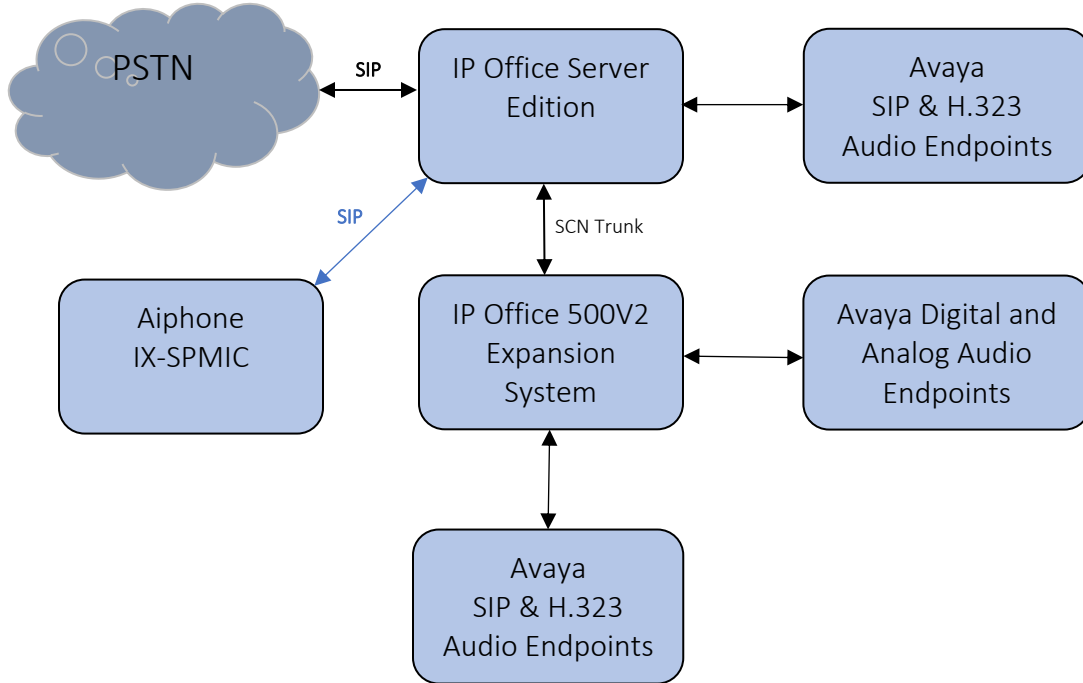 PSTN
SIP
IP Office Server
Edition
Avaya
SIP & H.323
Audio Endpoints
SIP
SCN Trunk
Aiphone
IX-SPMIC
IP Office 500V2
Expansion
System
Avaya Digital and
Analog Audio
Endpoints
Avaya
SIP & H.323
Audio Endpoints